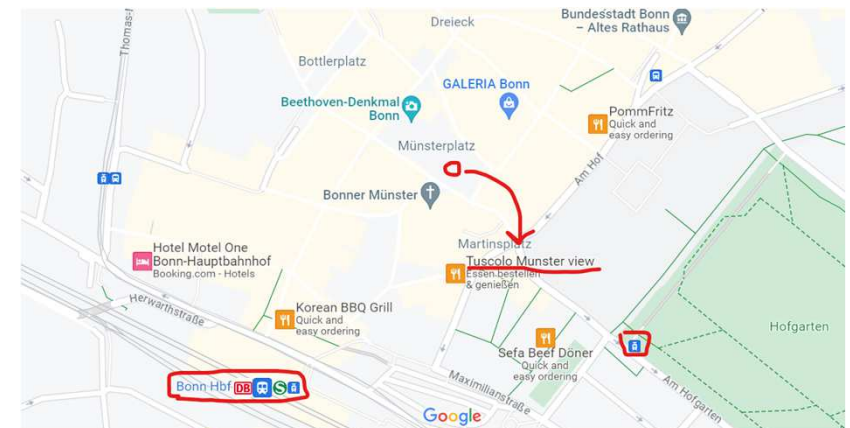 Bundesstadt Bonn
– Altes Rathaus
Dreieck
Thomas-M
Bottlerplatz
GALERIA Bonn
Beethoven-Denkmal
Bonn
PommFritz
Quick and
easy ordering
Münsterplatz
Am Hof
Bonner Münster
Martinsplatz
Hotel Motel One
Bonn-Hauptbahnhof
Booking.com - Hotels
Tuscolo Munster view
Essen bestellen
& genießen
Herwarthstraße
Korean BBQ Grill
Quick and
easy ordering
Hofgarten
Sefa Beef Döner
Quick and
easy ordering
Bonn Hbf DB S
Maximilianstraße
Am Hofgarten
Google